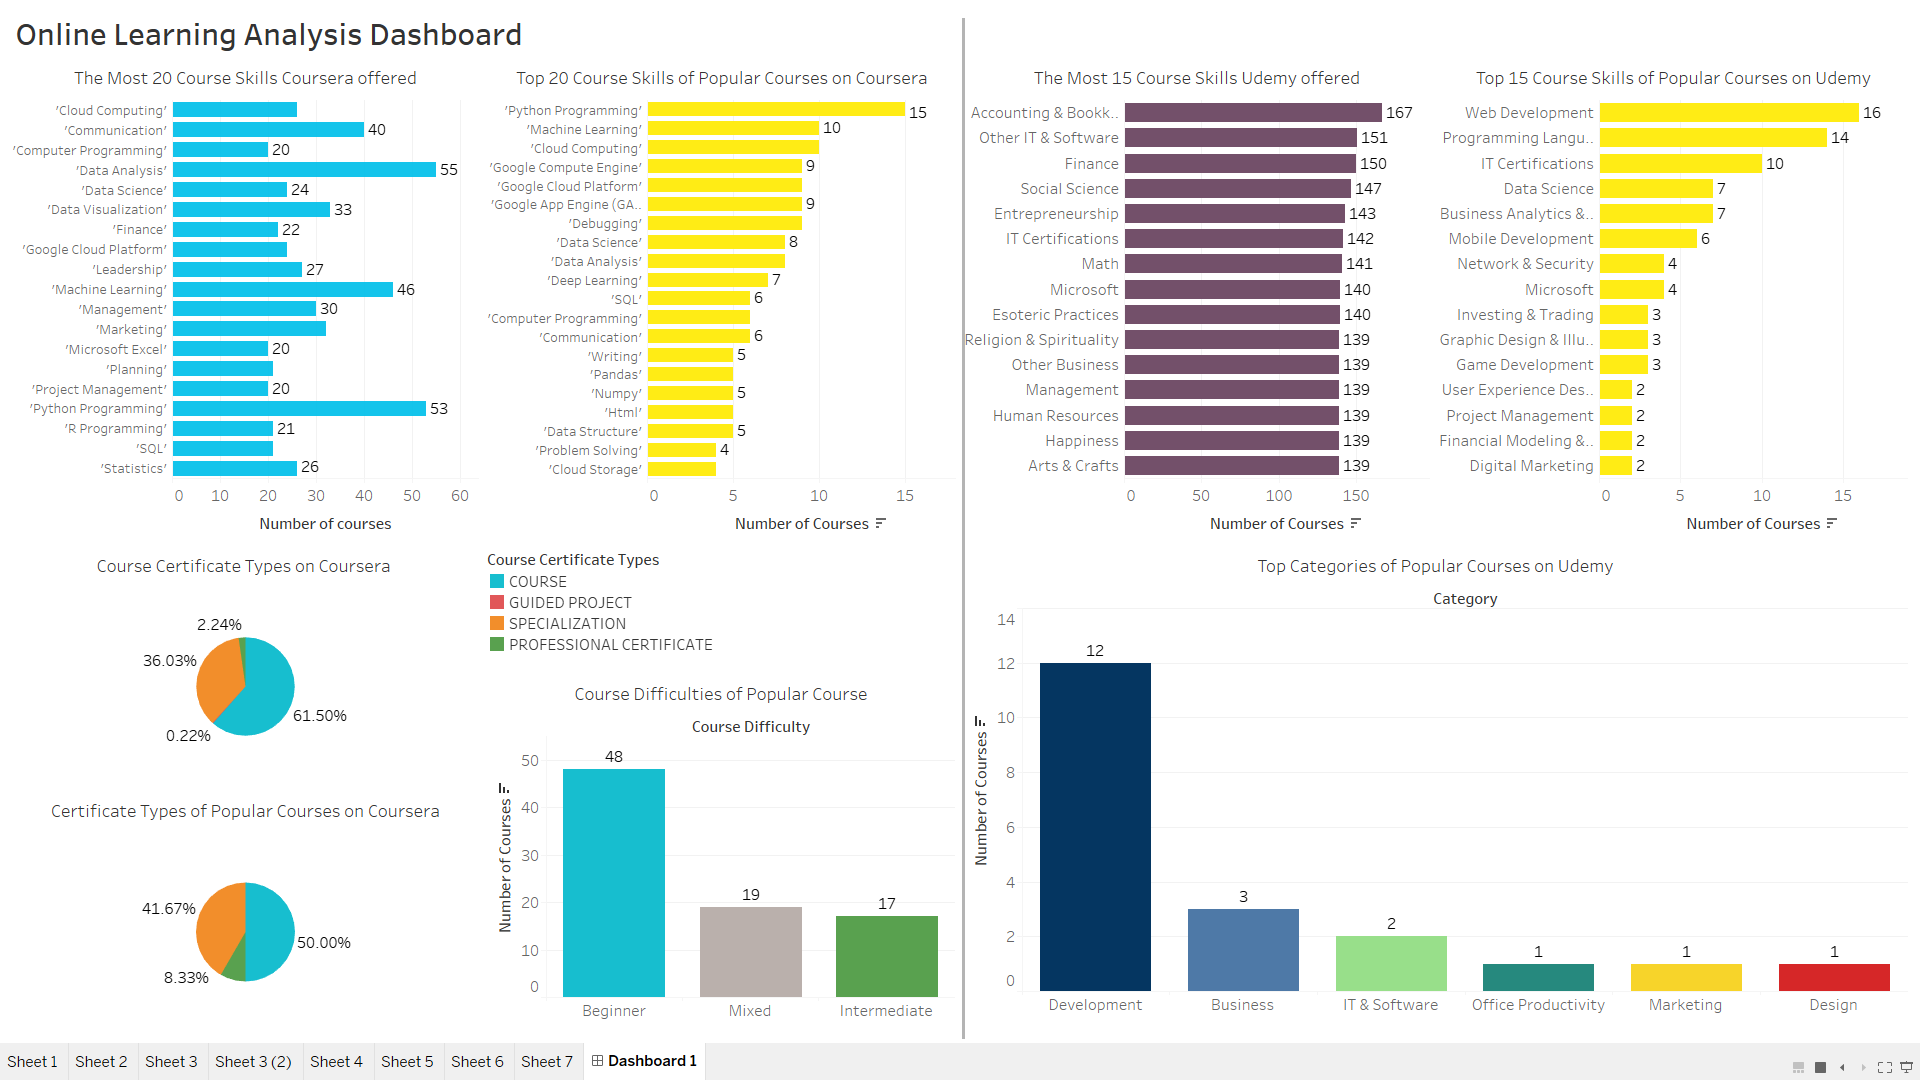 Online Learning Analysis Dashboard
The Most 20 Course Skills Coursera offered
'Cloud Computing'
'Communication' 40
'Computer Programming' 20
'Data Analysis' 55
'Data Science' 24
'Data Visualization' 33
'Finance' 22
'Google Cloud Platform'
'Leadership' 27
'Machine Learning' 46
'Management' 30
'Marketing'
'Microsoft Excel' 20
'Planning'
'Project Management' 20
'Python Programming' 53
'R Programming' 21
'SQL'
'Statistics' 26
0 10 20 30 40 50 60
Number of courses
Top 20 Course Skills of Popular Courses on Coursera
'Python Programming' 15
'Machine Learning' 10
'Cloud Computing'
'Google Compute Engine' 9
'Google Cloud Platform'
'Google App Engine (GA.. 9
'Debugging'
'Data Science' 8
'Data Analysis'
'Deep Learning' 7
'SQL' 6
'Computer Programming'
'Communication' 6
'Writing' 5
'Pandas'
'Numpy' 5
'Html'
'Data Structure' 5
'Problem Solving' 4
'Cloud Storage'
0 5 10 15
Number of Courses
The Most 15 Course Skills Udemy offered
Accounting & Bookk.. 167
Other IT & Software 151
Finance 150
Social Science 147
Entrepreneurship 143
IT Certifications 142
Math 141
Microsoft 140
Esoteric Practices 140
Religion & Spirituality 139
Other Business 139
Management 139
Human Resources 139
Happiness 139
Arts & Crafts 139
0 50 100 150
Number of Courses
Top 15 Course Skills of Popular Courses on Udemy
Web Development 16
Programming Langu.. 14
IT Certifications 10
Data Science 7
Business Analytics &.. 7
Mobile Development 6
Network & Security 4
Microsoft 4
Investing & Trading 3
Graphic Design & Illu.. 3
Game Development 3
User Experience Des.. 2
Project Management 2
Financial Modeling &.. 2
Digital Marketing 2
0 5 10 15
Number of Courses
Course Certificate Types on Coursera
2.24%
36.03%
61.50%
0.22%
Course Certificate Types
COURSE
GUIDED PROJECT
SPECIALIZATION
PROFESSIONAL CERTIFICATE
Certificate Types of Popular Courses on Coursera
41.67%
50.00%
8.33%
Course Difficulties of Popular Course
Course Difficulty
Number of Courses
50
40
30
20
10
0
48
19
17
Beginner Mixed Intermediate
Top Categories of Popular Courses on Udemy
Category
Number of Courses
14
12
10
8
6
4
2
0
12
3
2
1
1
1
Development Business IT & Software Office Productivity Marketing Design
Sheet 1 Sheet 2 Sheet 3 Sheet 3 (2) Sheet 4 Sheet 5 Sheet 6 Sheet 7 Dashboard 1